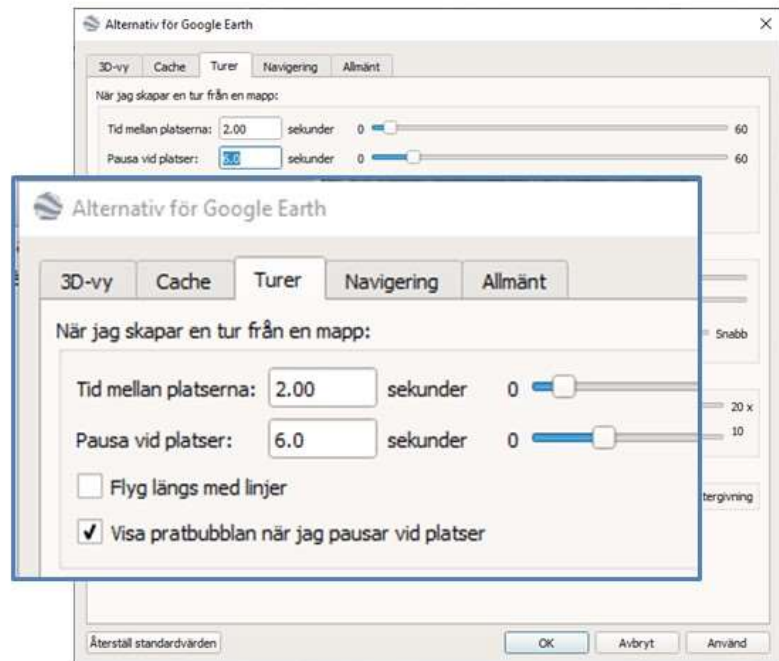 Alternativ för Google Earth
3D-vy Cache Turer Navigering Allmänt
När jag skapar en tur från en mapp:
Tid mellan platserna: 2.00 sekunder 0 60
Pausa vid platser: 6.0 sekunder 0 60
Alternativ för Google Earth
3D-vy Cache Turer Navigering Allmänt
När jag skapar en tur från en mapp:
Tid mellan platserna: 2.00 sekunder 0
Pausa vid platser: 6.0 sekunder 0
Flyg längs med linjer
Visa pratbubblan när jag pausar vid platser
Snabb
20 x
10
tergivning
Återställ standardvärden OK Avbryt Använd